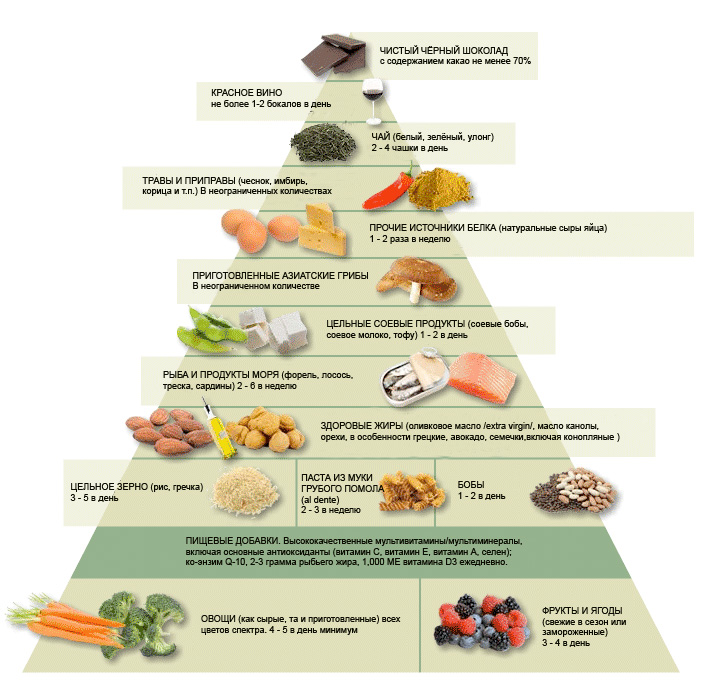 ЧИСТЫЙ ЧЁРНЫЙ ШОКОЛАД
с содержанием какао не менее 70%
КРАСНОЕ ВИНО
не более 1-2 бокалов в день
ЧАЙ (белый, зелёный, улонг)
2 - 4 чашки в день
ТРАВЫ И ПРИПРАВЫ (чеснок, имбирь,
корица и т.п.) В неограниченных количествах
ПРОЧИЕ ИСТОЧНИКИ БЕЛКА (натуральные сыры яйца)
1 - 2 раза в неделю
ПРИГОТОВЛЕННЫЕ АЗИАТСКИЕ ГРИБЫ
В неограниченном количестве
ЦЕЛЬНЫЕ СОЕВЫЕ ПРОДУКТЫ (соевые бобы,
соевое молоко, тофу) 1 - 2 в день
РЫБА И ПРОДУКТЫ МОРЯ (форель, лосось,
треска, сардины) 2 - 6 в неделю
ЗДОРОВЫЕ ЖИРЫ (оливковое масло /extra virgin/, масло канолы,
орехи, в особенности грецкие, авокадо, семечки,включая конопляные )
ЦЕЛЬНОЕ ЗЕРНО (рис, гречка)
3 - 5 в день
ПАСТА ИЗ МУКИ
ГРУБОГО ПОМОЛА
(al dente)
2 - 3 в неделю
БОБЫ
1 - 2 в день
ПИЩЕВЫЕ ДОБАВКИ. Высококачественные мультивитамины/мультиминералы,
включая основные антиоксиданты (витамин С, витамин Е, витамин А, селен);
ко-энзим Q-10, 2-3 грамма рыбьего жира, 1,000 МЕ витамина D3 ежедневно.
ОВОЩИ (как сырые, та и приготовленные) всех
цветов спектра. 4 - 5 в день минимум
ФРУКТЫ И ЯГОДЫ
(свежие в сезон или
замороженные)
3 - 4 в день